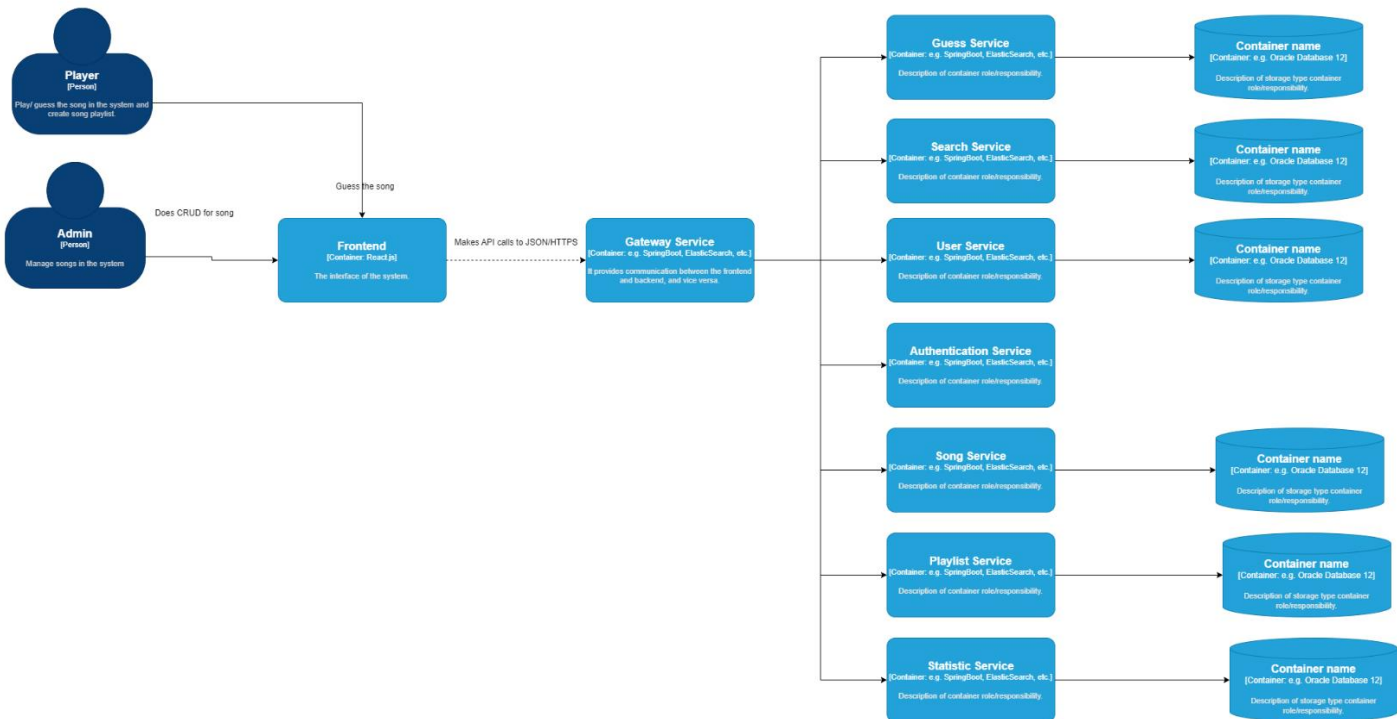 Player
[Person]
Play/ guess the song in the system and
create song playlist.
Admin
[Person]
Manage songs in the system
Does CRUD for song
Guess the song
Frontend
[Container: React.js]
The interface of the system.
Makes API calls to JSON/HTTPS
Gateway Service
[Container: e.g. SpringBoot, ElasticSearch, etc.]
It provides communication between the frontend
and backend, and vice versa
Guess Service
[Container: e.g. SpringBoot, ElasticSearch, etc.]
Description of container role/responsibility.
Container name
[Container: e.g. Oracle Database 12]
Description of storage type container
role/responsibility.
Search Service
[Container: e.g. SpringBoot, ElasticSearch, etc.]
Description of container role/responsibility.
Container name
[Container: e.g. Oracle Database 12]
Description of storage type container
role/responsibility.
User Service
[Container: e.g. SpringBoot, ElasticSearch, etc.]
Description of container role/responsibility.
Container name
[Container: e.g. Oracle Database 12]
Description of storage type container
role/responsibility.
Authentication Service
[Container: e.g. SpringBoot, ElasticSearch, etc.]
Description of container role/responsibility.
Song Service
[Container: e.g. SpringBoot, ElasticSearch, etc.]
Description of container role/responsibility.
Container name
[Container: e.g. Oracle Database 12]
Description of storage type container
role/responsibility.
Playlist Service
[Container: e.g. SpringBoot, ElasticSearch, etc.]
Description of container role/responsibility.
Container name
[Container: e.g. Oracle Database 12]
Description of storage type container
role/responsibility.
Statistic Service
[Container: e.g. SpringBoot, ElasticSearch, etc.]
Description of container role/responsibility.
Container name
[Container: e.g. Oracle Database 12]
Description of storage type container
role/responsibility.